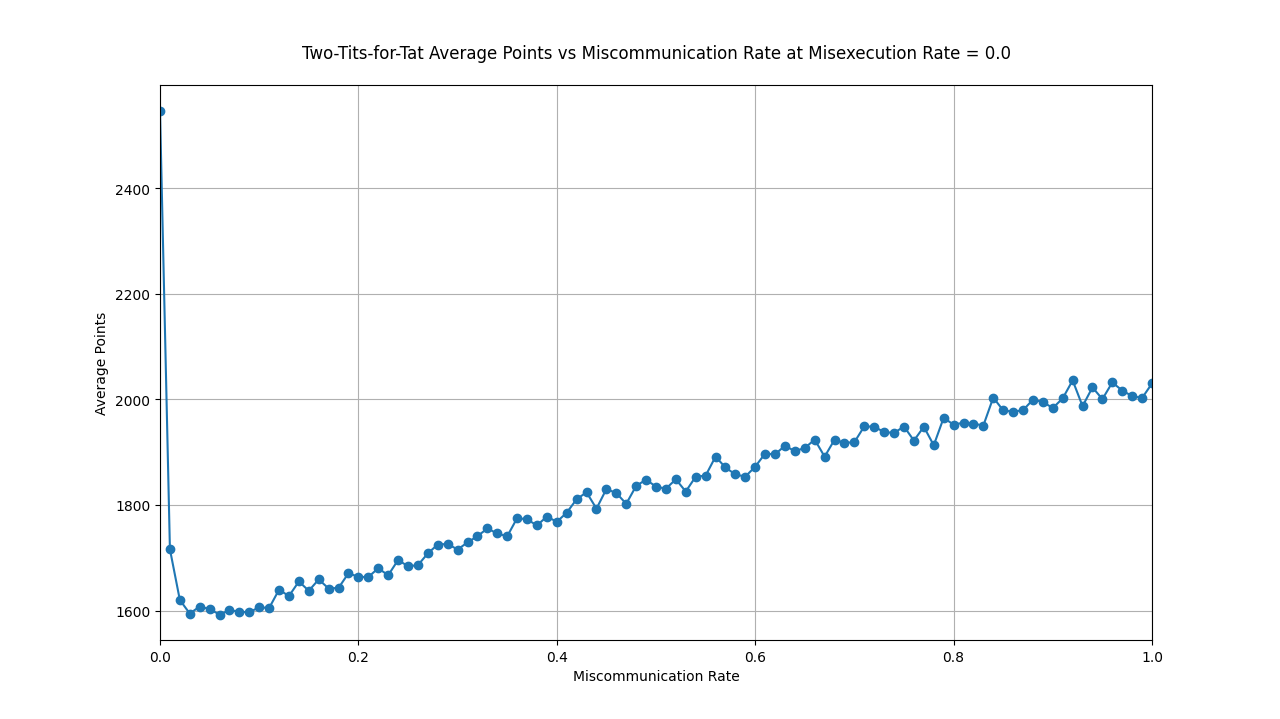 Two-Tits-for-Tat Average Points vs Miscommunication Rate at Misexecution Rate = 0.0
2400
2200
2000
1800
1600
Average Points
0.0 0.2 0.4 0.6 0.8 1.0
Miscommunication Rate